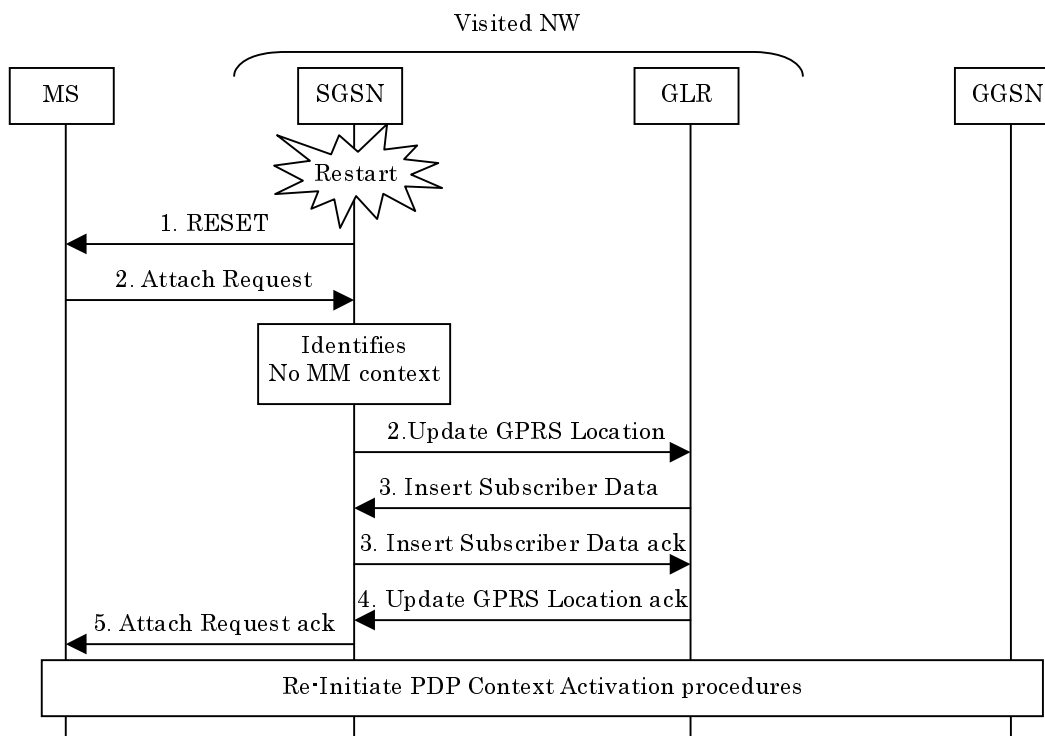 Visited NW
MS
SGSN
GLR
GGSN
Restart
1. RESET
2. Attach Request
Identifies
No MM context
2.Update GPRS Location
3. Insert Subscriber Data
3. Insert Subscriber Data ack
4. Update GPRS Location ack
5. Attach Request ack
Re-Initiate PDP Context Activation procedures